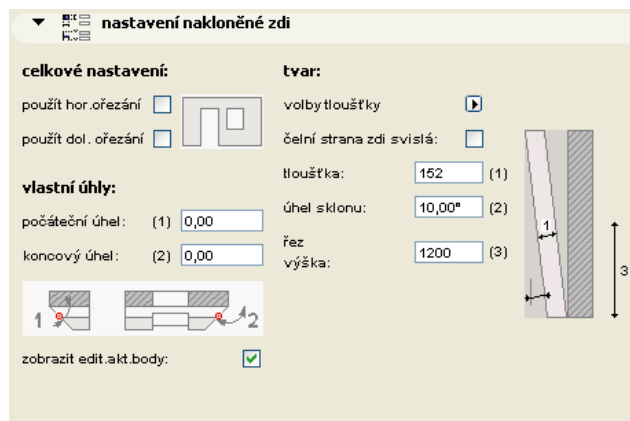 nastavení nakloněné zdi
celkové nastavení:
použít hor.ořezání
použít dol. ořezání
vlastní úhly:
počáteční úhel: (1) 0,00
koncový úhel: (2) 0,00
1 2
zobrazit edit.akt.body:
tvar:
volby tloušťky
čelní strana zdi svislá:
tloušťka: 152 (1)
úhel sklonu: 10,00° (2)
řez
výška: 1200 (3)
1
3